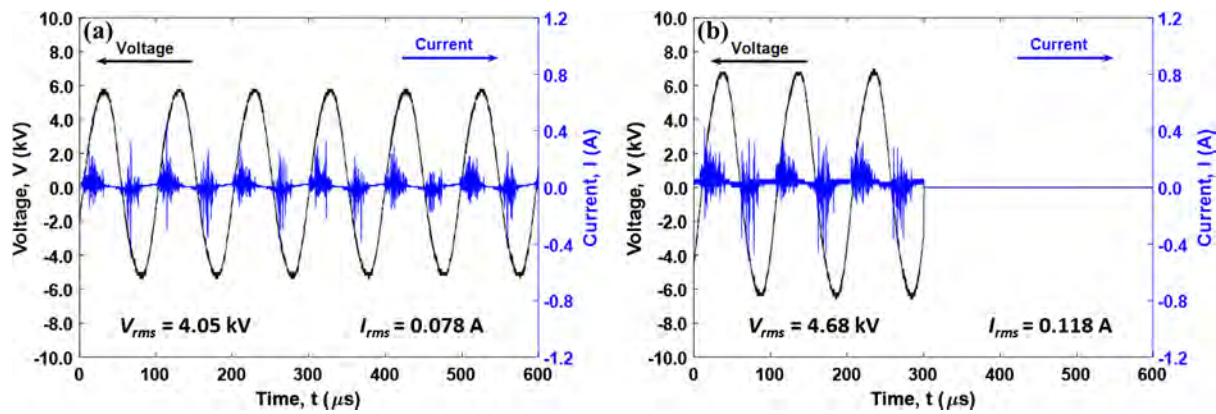 (a)
Voltage
Current
10.0
8.0
6.0
4.0
2.0
0.0
-2.0
-4.0
-6.0
-8.0
-10.0
Voltage, V (kV)
1.2
0.8
0.4
0.0
-0.4
-0.8
-1.2
Current, I (A)
Vrms = 4.05 kV
Irms = 0.078 A
0 100 200 300 400 500 600
Time, t (μs)
(b)
Voltage
Current
10.0
8.0
6.0
4.0
2.0
0.0
-2.0
-4.0
-6.0
-8.0
-10.0
Voltage, V (kV)
1.2
0.8
0.4
0.0
-0.4
-0.8
-1.2
Current, I (A)
Vrms = 4.68 kV
Irms = 0.118 A
0 100 200 300 400 500 600
Time, t (μs)